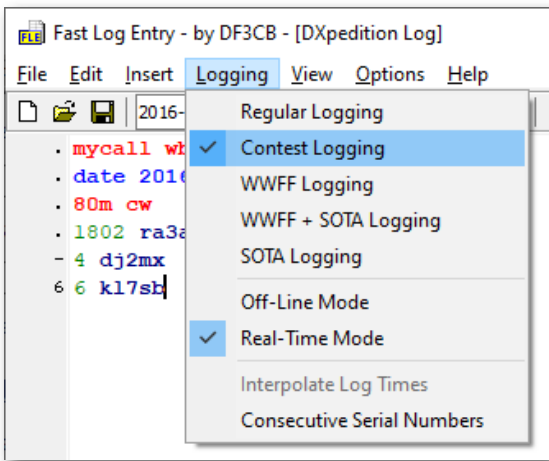 FLE Fast Log Entry - by DF3CB - [DXpedition Log]
File Edit Insert Logging View Options Help
2016-
Regular Logging
Contest Logging
WWFF Logging
WWFF + SOTA Logging
SOTA Logging
Off-Line Mode
Real-Time Mode
Interpolate Log Times
Consecutive Serial Numbers
. mycall
. date 2016
. 80m cw
. 1802 ra3a
- 4 dj2mx
6 6 kl7sb